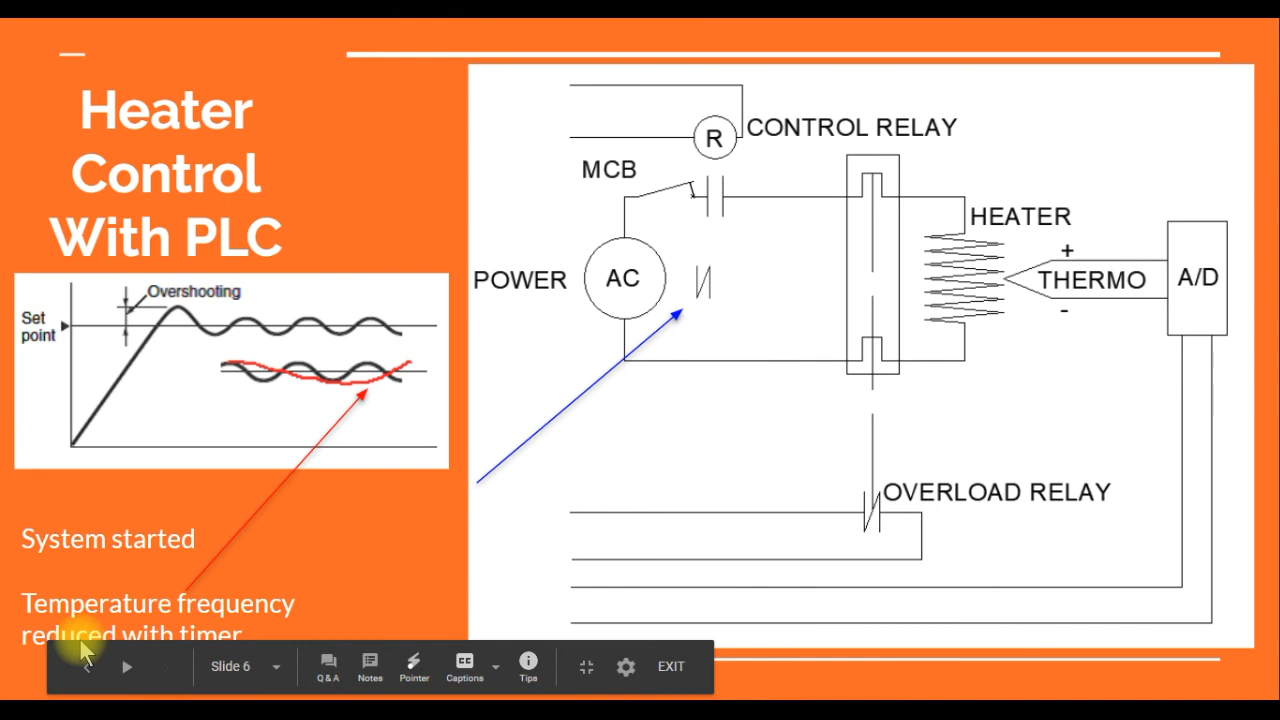 Heater
Control
With PLC
Overshooting
Set
point
System started
Temperature frequency
reduced with timer
R
CONTROL RELAY
MCB
HEATER
POWER
AC
+
THERMO
-
A/D
OVERLOAD RELAY
Slide 6
Q & A
Notes
Pointer
CC
Captions
Tips
EXIT